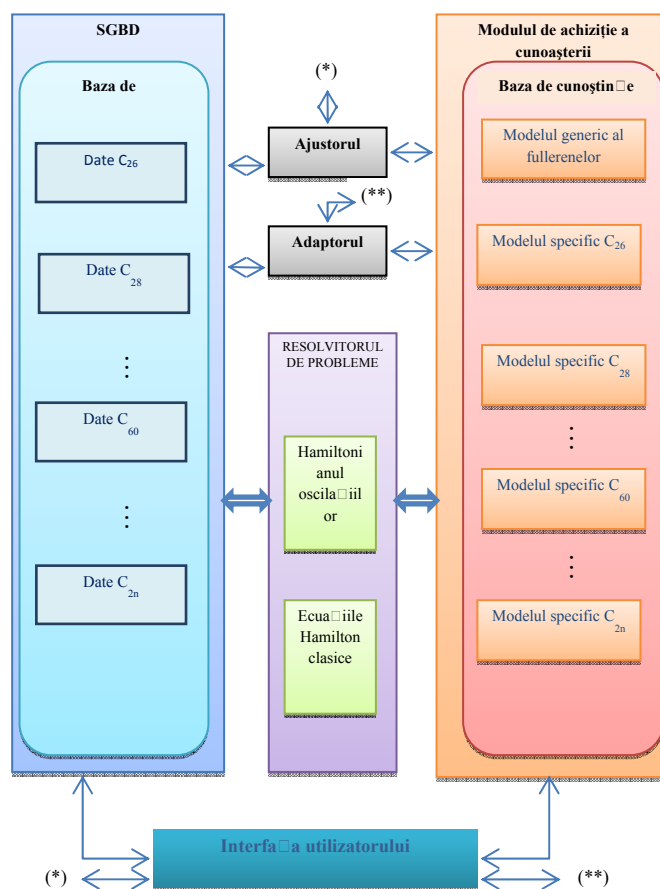 SGBD
Baza de
Date C26
Date C28
⋮
Date C60
⋮
Date C2n
(*)
Ajustorul
(**)
Adaptorul
RESOLVITORUL
DE PROBLEME
Hamiltoni
anul
oscila□iil
or
Ecua□iile
Hamilton
clasice
Modulul de achiziție a
cunoaşterii
Baza de cunoştin□e
Modelul generic al
fullerenelor
Modelul specific C26
Modelul specific C28
⋮
Modelul specific C60
⋮
Modelul specific C2n
Interfa□a utilizatorului
(*)
(**)